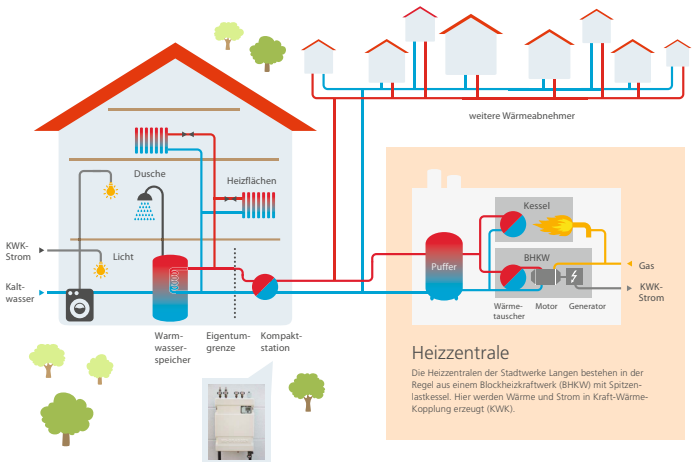 weitere Wärmeabnehmer
Dusche
Heizflächen
Licht
KWK-
Strom
Kalt-
wasser
Warm-
wasser-
speicher
Eigentum-
grenze
Kompakt-
station
Puffer
Kessel
BHKW
Wärme-
tauscher
Motor
Generator
Gas
KWK-
Strom
Heizzentrale
Die Heizzentralen der Stadtwerke Langen bestehen in der
Regel aus einem Blockheizkraftwerk (BHKW) mit Spitzen-
lastkessel. Hier werden Wärme und Strom in Kraft-Wärme-
Kopplung erzeugt (KWK).